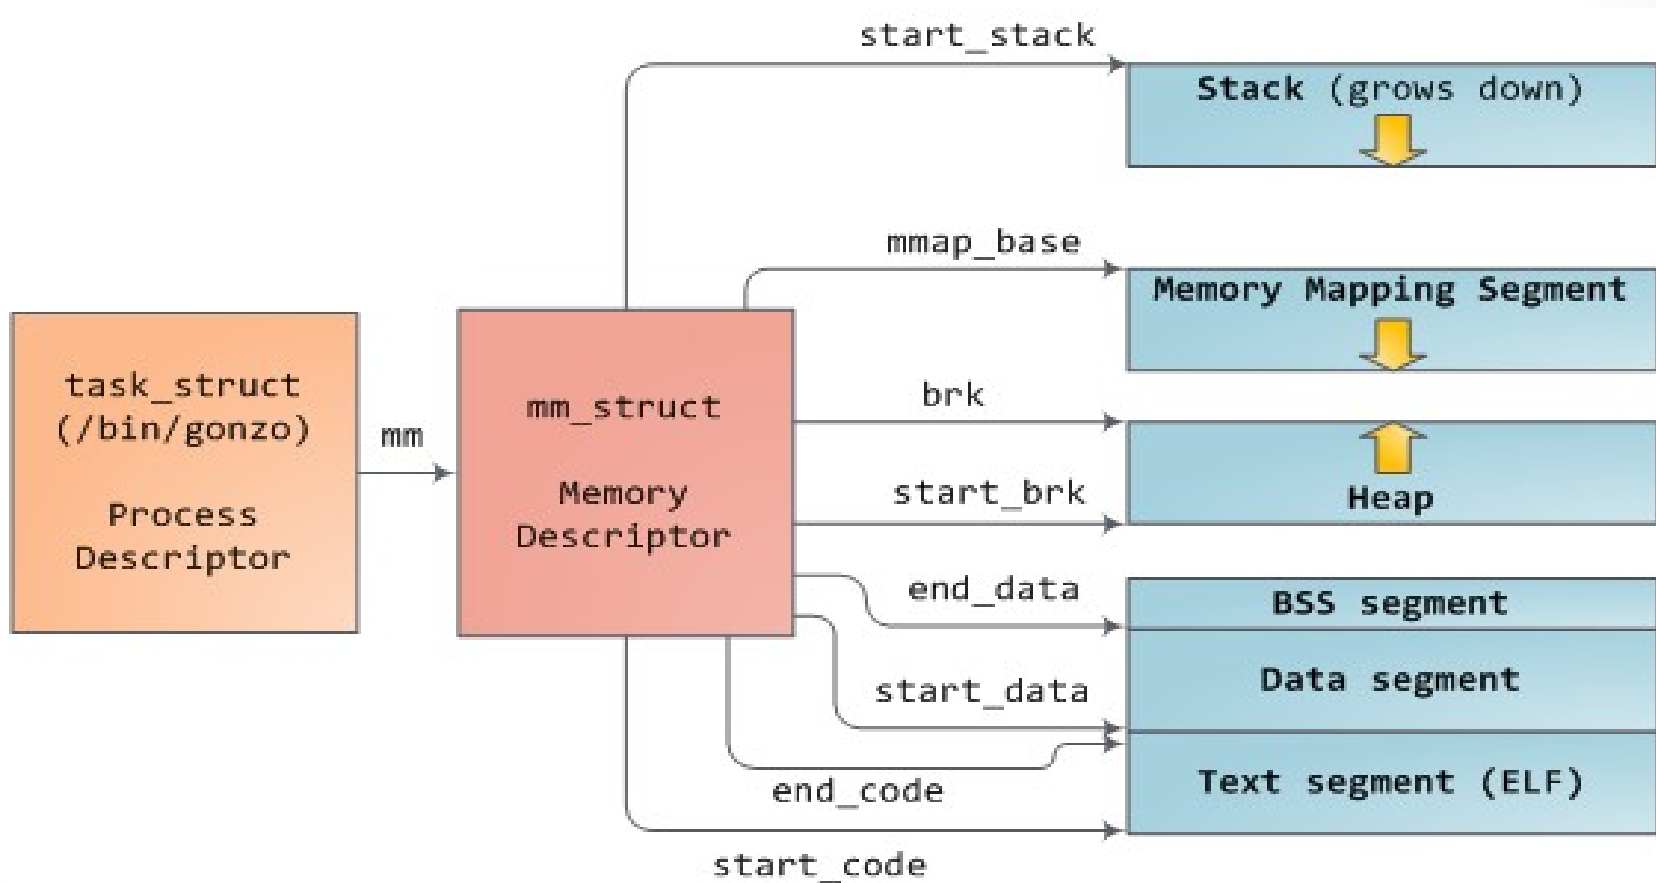 start_stack
Stack (grows down)
mmap_base
Memory Mapping Segment
task_struct
(/bin/gonzo)
Process
Descriptor
mm
mm_struct
Memory
Descriptor
brk
start_brk
Heap
end_data
BSS segment
start_data
Data segment
end_code
Text segment (ELF)
start_code